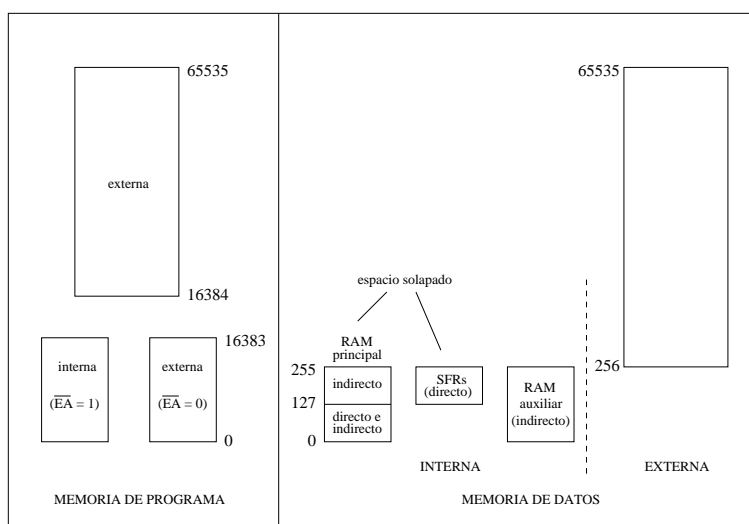 65535
externa
16384
16383
interna
(EA = 1)
externa
(EA = 0)
0
MEMORIA DE PROGRAMA
65535
espacio solapado
RAM
principal
255
indirecto
127
directo e
indirecto
0
SFRs
(directo)
RAM
auxiliar
(indirecto)
256
INTERNA
EXTERNA
MEMORIA DE DATOS